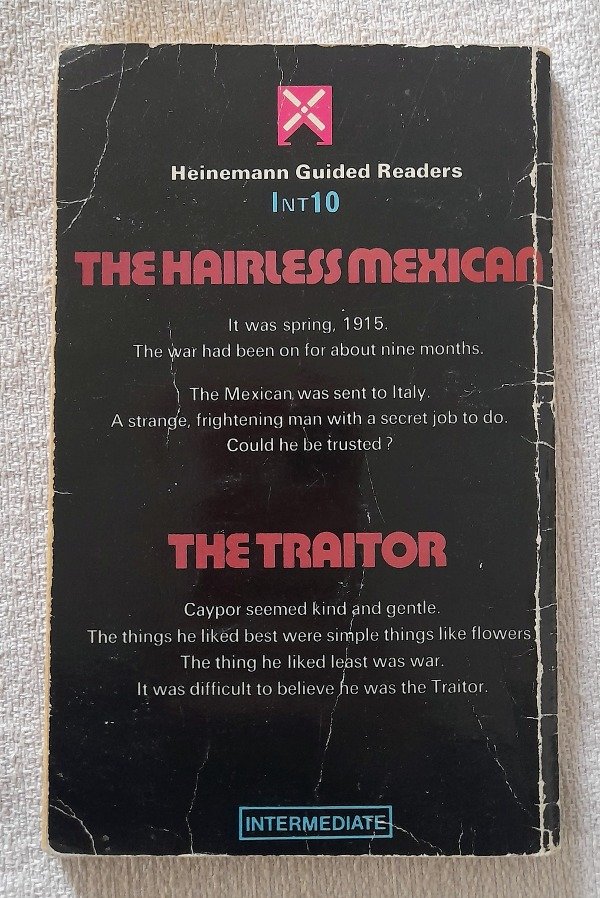 Heinemann Guided Readers
INT10
THE HAIRLESS MEXICAN
It was spring, 1915.
The war had been on for about nine months.
The Mexican was sent to Italy.
A strange, frightening man with a secret job to do.
Could he be trusted?
THE TRAITOR
Caypor seemed kind and gentle.
The things he liked best were simple things like flowers
The thing he liked least was war.
It was difficult to believe he was the Traitor.
INTERMEDIATE